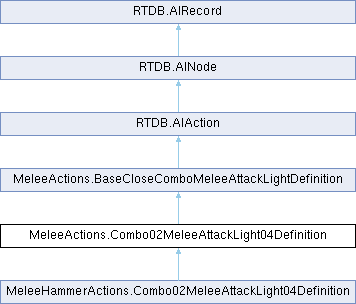 RTDB.AIRecord
RTDB.AINode
RTDB.AIAction
MeleeActions.BaseCloseComboMeleeAttackLightDefinition
MeleeActions.Combo02MeleeAttackLight04Definition
MeleeHammerActions.Combo02MeleeAttackLight04Definition